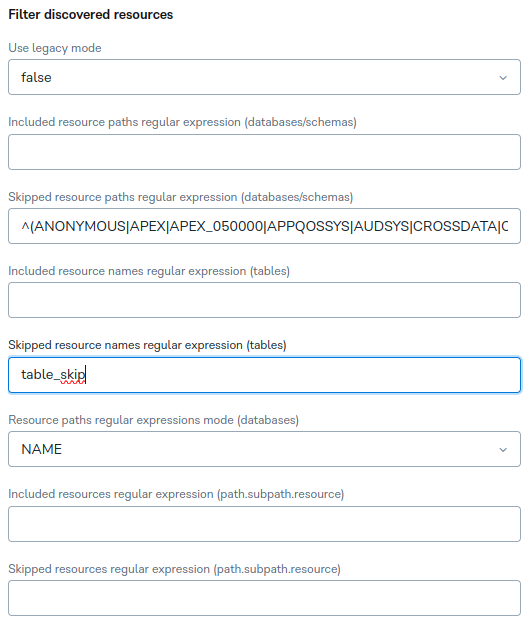 Filter discovered resources
Use legacy mode
false
Included resource paths regular expression (databases/schemas)
Skipped resource paths regular expression (databases/schemas)
^(ANONYMOUS|APEX|APEX_050000|APPQOSSYS|AUDSYS|CROSSDATA|C
Included resource names regular expression (tables)
Skipped resource names regular expression (tables)
table_skip
Resource paths regular expressions mode (databases)
NAME
Included resources regular expression (path.subpath.resource)
Skipped resources regular expression (path.subpath.resource)